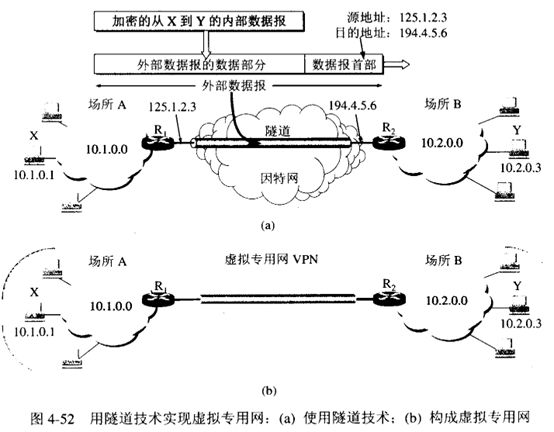 加密的从 X 到 Y 的内部数据报
源地址: 125.1.2.3
目的地址: 194.4.5.6
外部数据报的数据部分
数据报首部
外部数据报
场所 A
125.1.2.3
194.4.5.6
场所 B
X
R1
隧道
R2
Y
10.1.0.0
10.2.0.0
10.1.0.1
因特网
10.2.0.3
(a)
场所 A
虚拟专用网 VPN
场所 B
X
R1
R2
Y
10.1.0.0
10.2.0.0
10.1.0.1
10.2.0.3
(b)
图 4-52 用隧道技术实现虚拟专用网: (a) 使用隧道技术; (b) 构成虚拟专用网